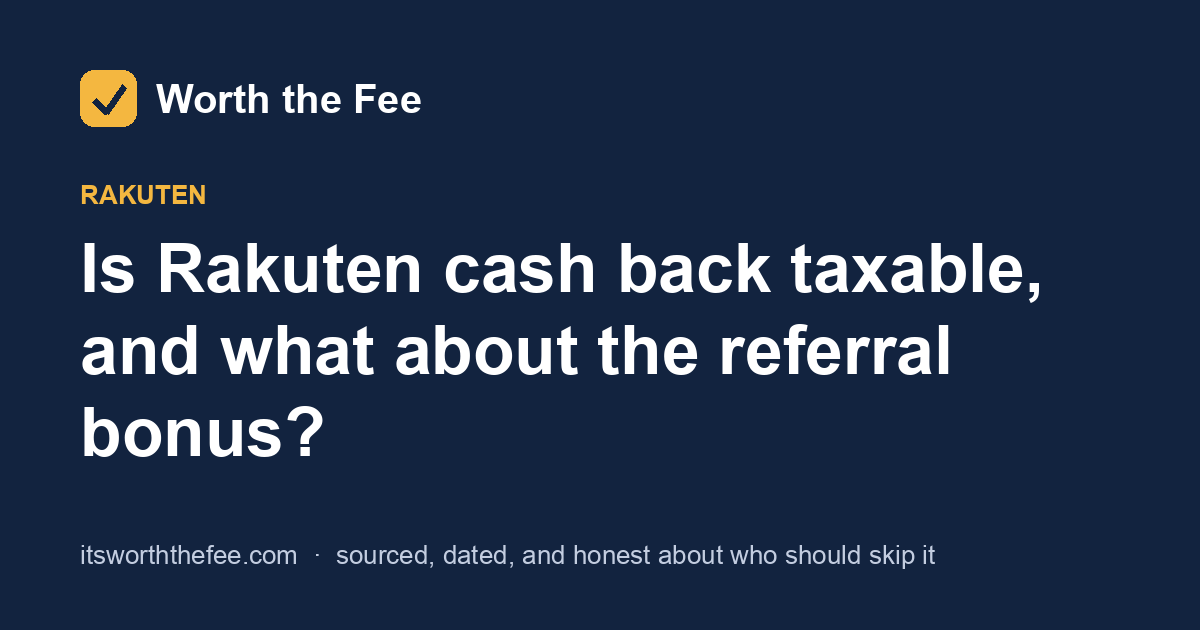 Worth the Fee
RAKUTEN
Is Rakuten cash back taxable,
and what about the referral
bonus?
itsworththefee.com · sourced, dated, and honest about who should skip it